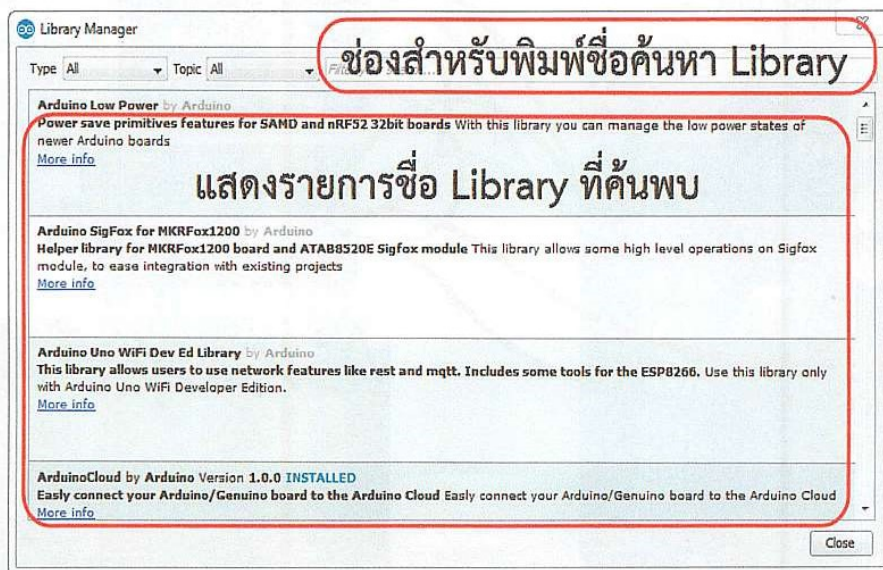 Library Manager
Type All Topic All
ช่องสำหรับพิมพ์ชื่อค้นหา Library
Arduino Low Power by Arduino
Power save primitives features for SAMD and nRF52 32bit boards With this library you can manage the low power states of
newer Arduino boards
More info
แสดงรายการชื่อ Library ที่ค้นพบ
Arduino SigFox for MKRFox1200 by Arduino
Helper library for MKRFox1200 board and ATAB8520E Sigfox module This library allows some high level operations on Sigfox
module, to ease integration with existing projects
More info
Arduino Uno WiFi Dev Ed Library by Arduino
This library allows users to use network features like rest and mqtt. Includes some tools for the ESP8266. Use this library only
with Arduino Uno WiFi Developer Edition.
More info
ArduinoCloud by Arduino Version 1.0.0 INSTALLED
Easly connect your Arduino/Genuino board to the Arduino Cloud Easly connect your Arduino/Genuino board to the Arduino Cloud
More info
Close